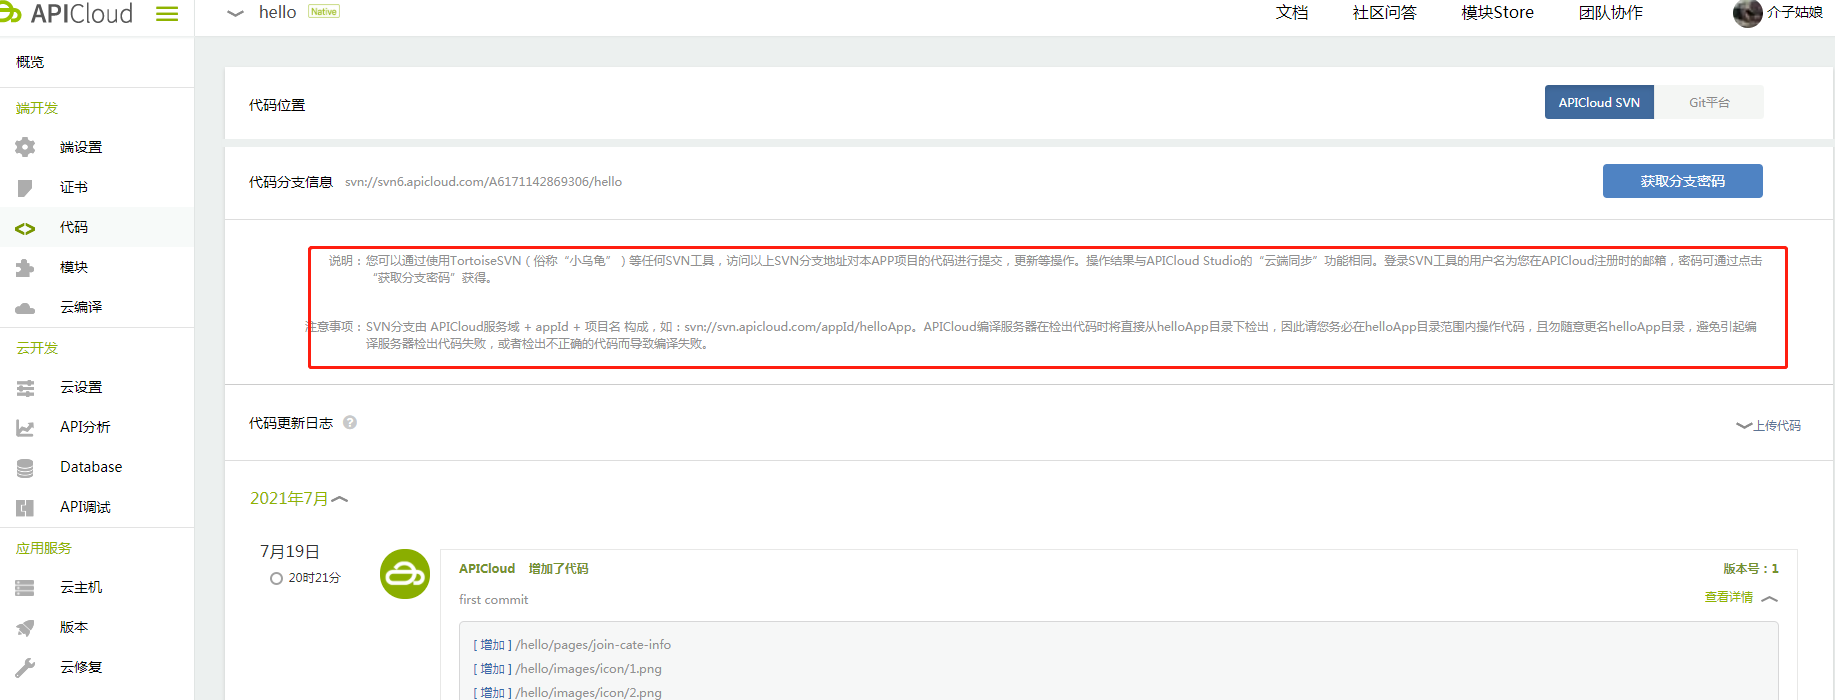 APICloud
hello Native
文档 社区问答 模块Store 团队协作 介子姑娘
概览
端开发
端设置
证书
代码
模块
云编译
云开发
云设置
API分析
Database
API调试
应用服务
云主机
版本
云修复
代码位置
APICloud SVN Git平台
代码分支信息 svn://svn6.apicloud.com/A6171142869306/hello
获取分支密码
说明：您可以通过使用TortoiseSVN（俗称“小乌龟”）等任何SVN工具，访问以上SVN分支地址对本APP项目的代码进行提交，更新等操作。操作结果与APICloud Studio的“云端同步”功能相同。登录SVN工具的用户名为您在APICloud注册时的邮箱，密码可通过点击
“获取分支密码”获得。
注意事项：SVN分支由 APICloud服务域 + appId + 项目名 构成，如：svn://svn.apicloud.com/appId/helloApp。APICloud编译服务器在检出代码时将直接从helloApp目录下检出，因此请您务必在helloApp目录范围内操作代码，且勿随意更名helloApp目录，避免引起编
译服务器检出代码失败，或者检出不正确的代码而导致编译失败。
代码更新日志 ?
上传代码
2021年7月
7月19日
20时21分
APICloud 增加了代码
版本号：1
first commit
查看详情
[ 增加 ] /hello/pages/join-cate-info
[ 增加 ] /hello/images/icon/1.png
[ 增加 ] /hello/images/icon/2.png